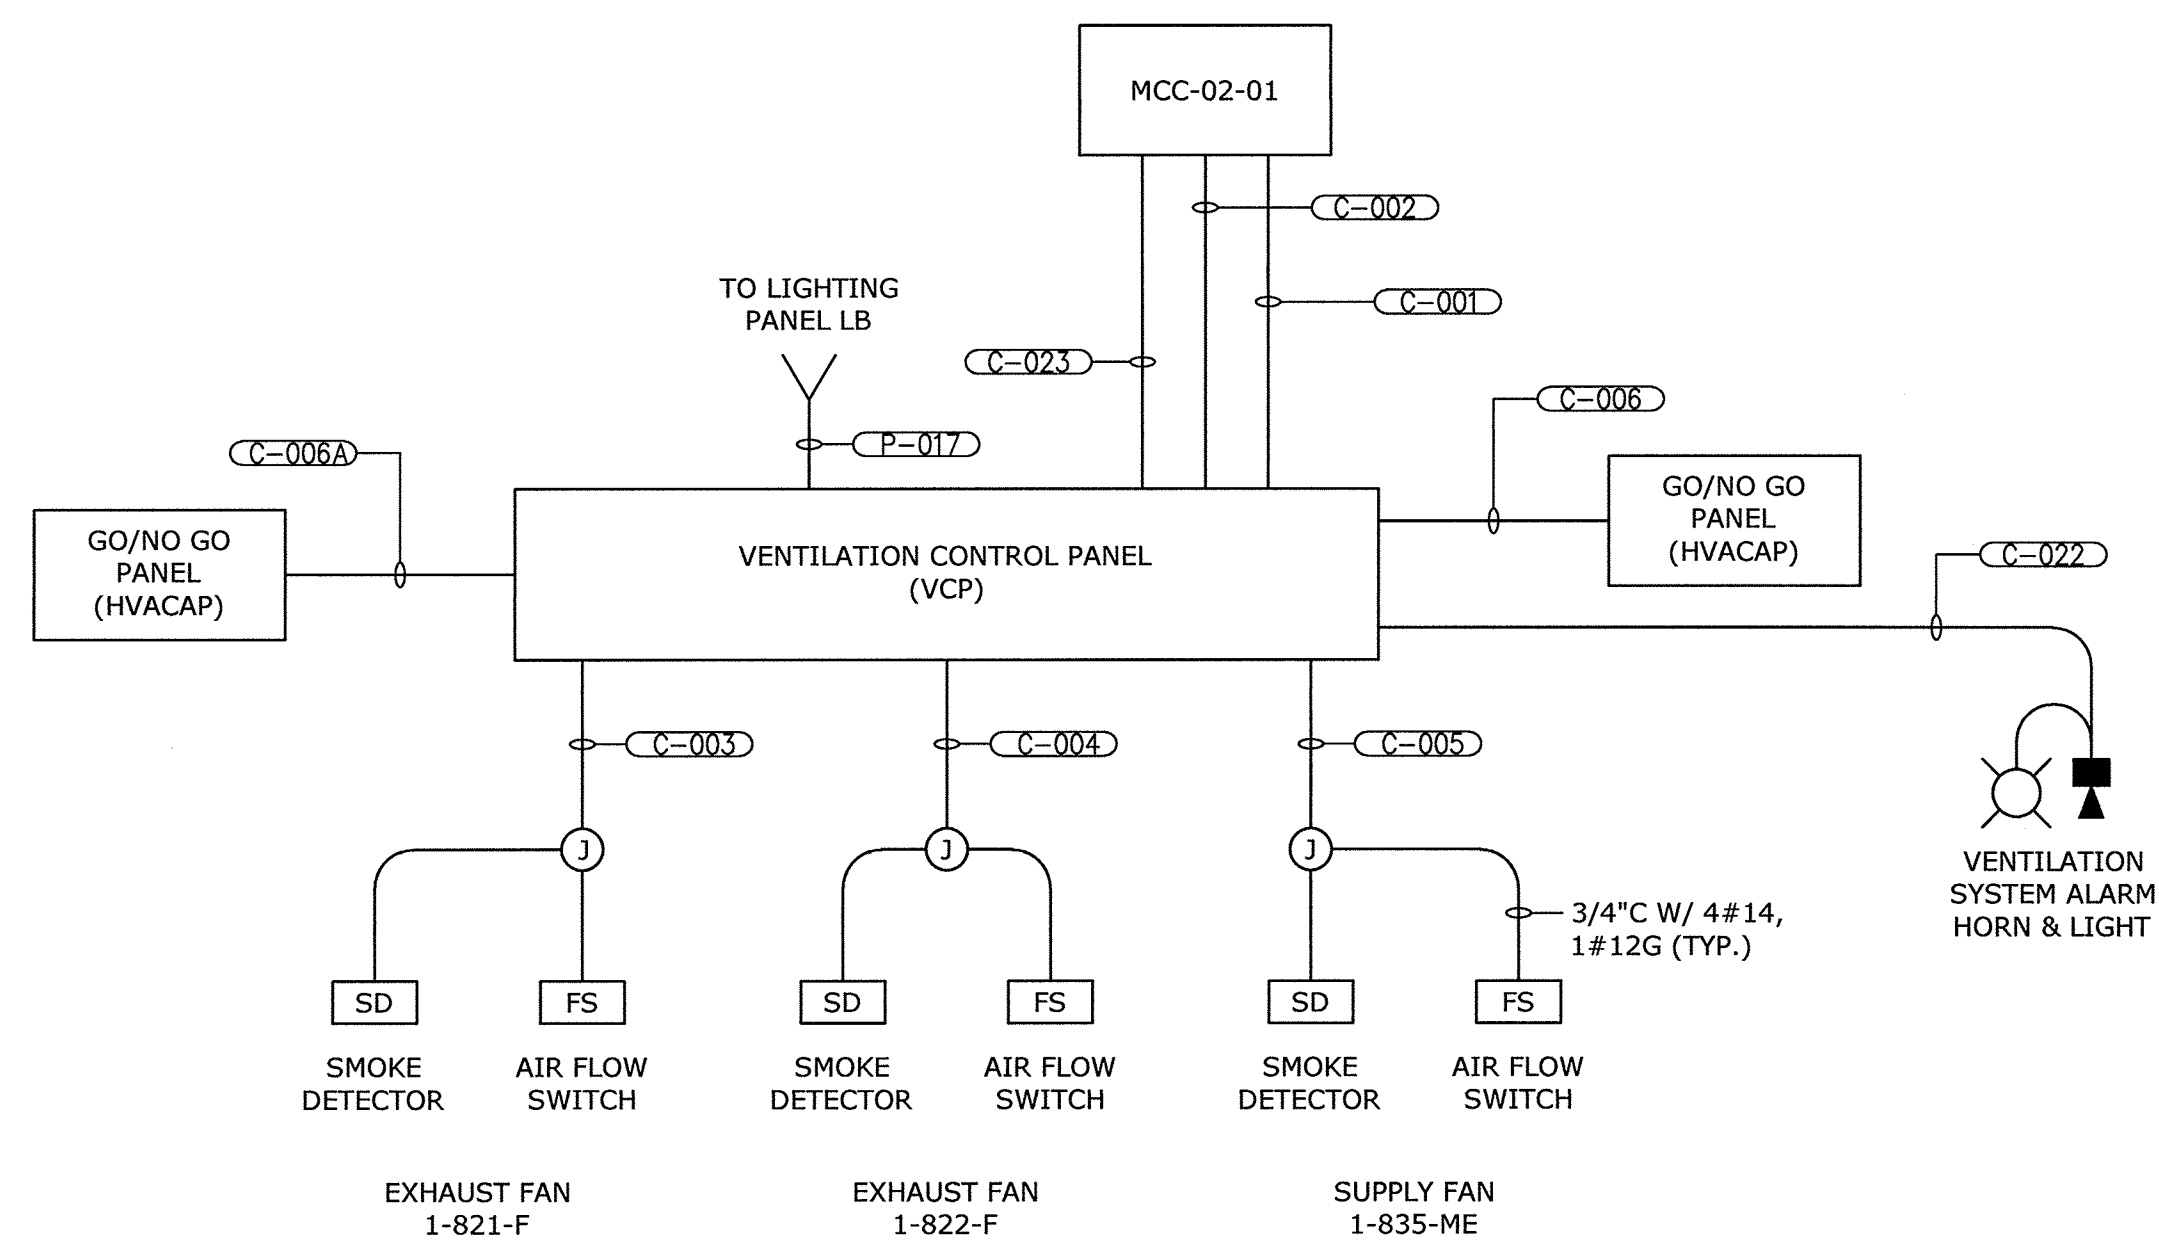 MCC-02-01
C-002
TO LIGHTING
PANEL LB
C-001
C-023
C-006
P-017
C-006A
GO/NO GO
PANEL
(HVACAP)
GO/NO GO
PANEL
(HVACAP)
VENTILATION CONTROL PANEL
(VCP)
C-022
C-003
C-004
C-005
J
J
J
VENTILATION
SYSTEM ALARM
HORN & LIGHT
3/4"C W/ 4#14,
1#12G (TYP.)
SD
FS
SD
FS
SD
FS
SMOKE
DETECTOR
AIR FLOW
SWITCH
SMOKE
DETECTOR
AIR FLOW
SWITCH
SMOKE
DETECTOR
AIR FLOW
SWITCH
EXHAUST FAN
1-821-F
EXHAUST FAN
1-822-F
SUPPLY FAN
1-835-ME